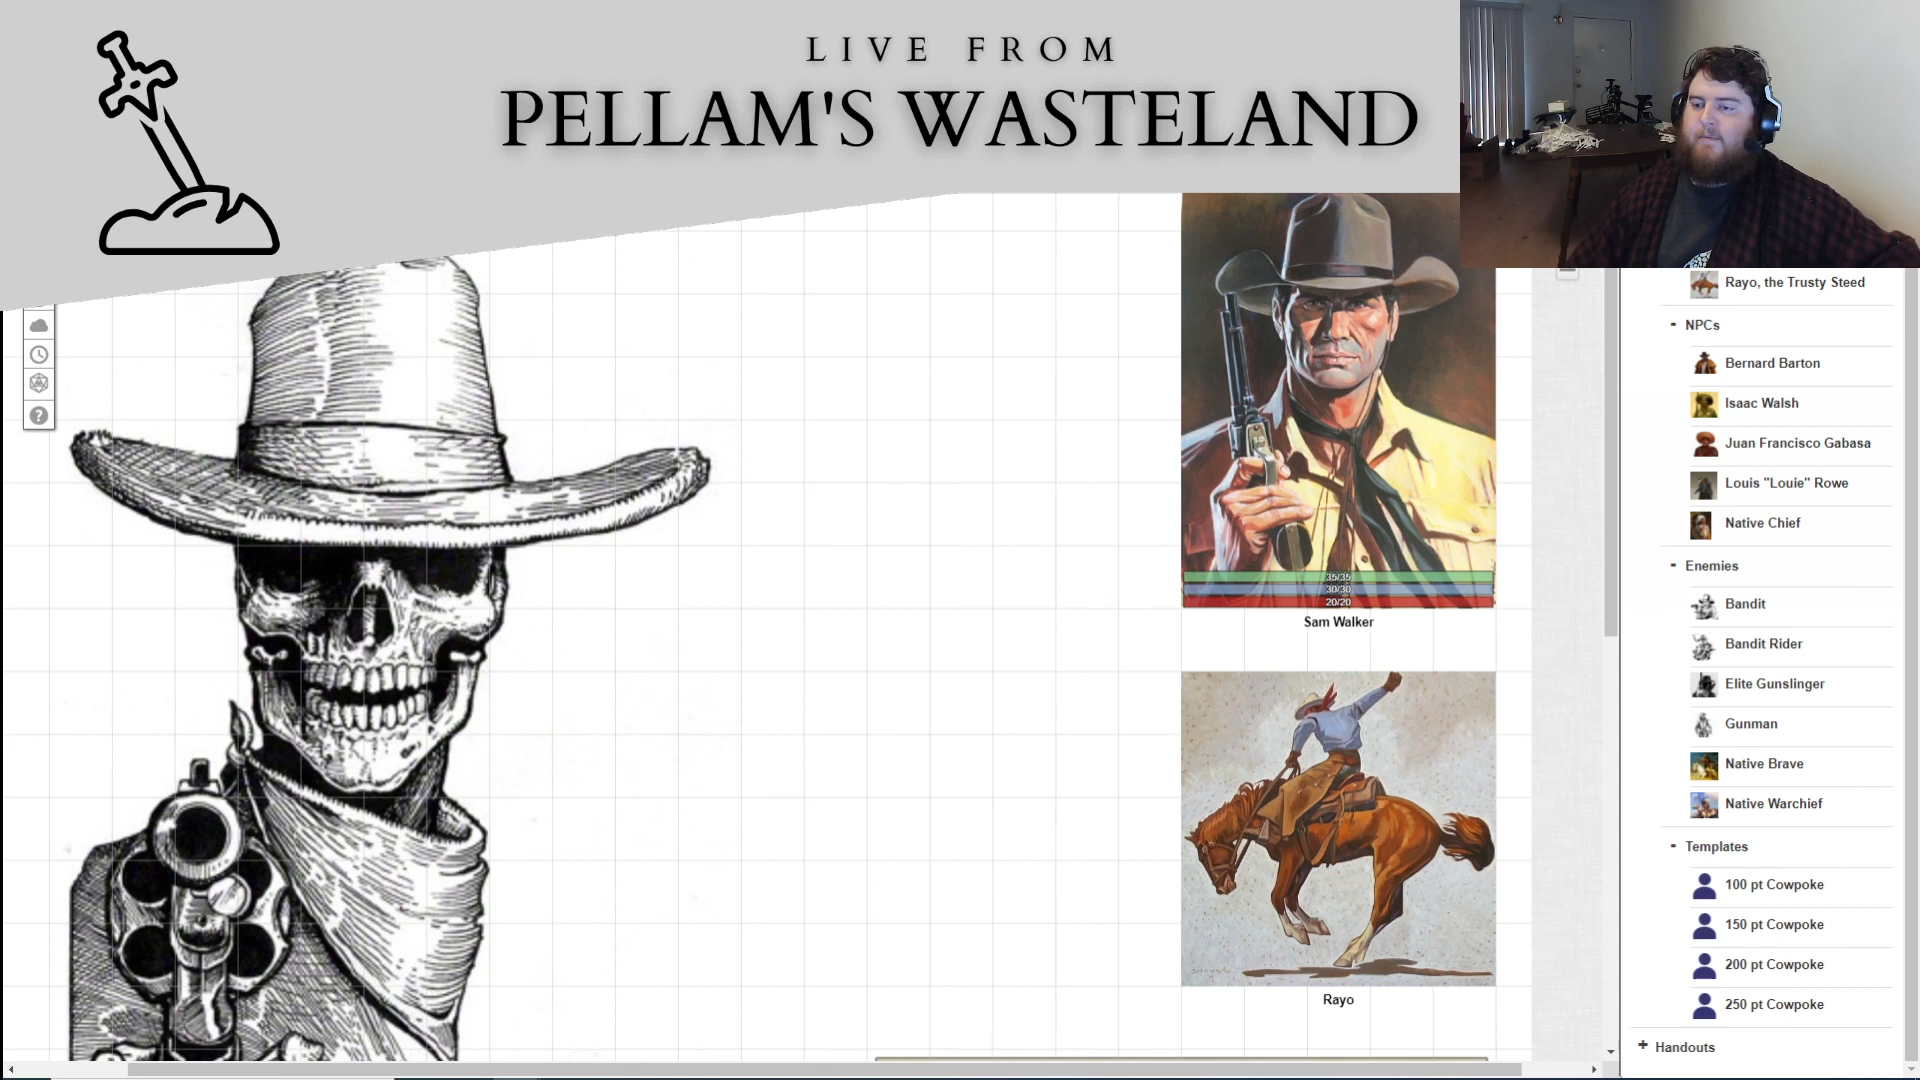 LIVE FROM
PELLAM'S WASTELAND
Rayo, the Trusty Steed
- NPCs
Bernard Barton
Isaac Walsh
Juan Francisco Gabasa
Louis "Louie" Rowe
Native Chief
- Enemies
Bandit
Bandit Rider
Elite Gunslinger
Gunman
Native Brave
Native Warchief
- Templates
100 pt Cowpoke
150 pt Cowpoke
200 pt Cowpoke
250 pt Cowpoke
+ Handouts
35/35
30/30
20/20
Sam Walker
Rayo
?